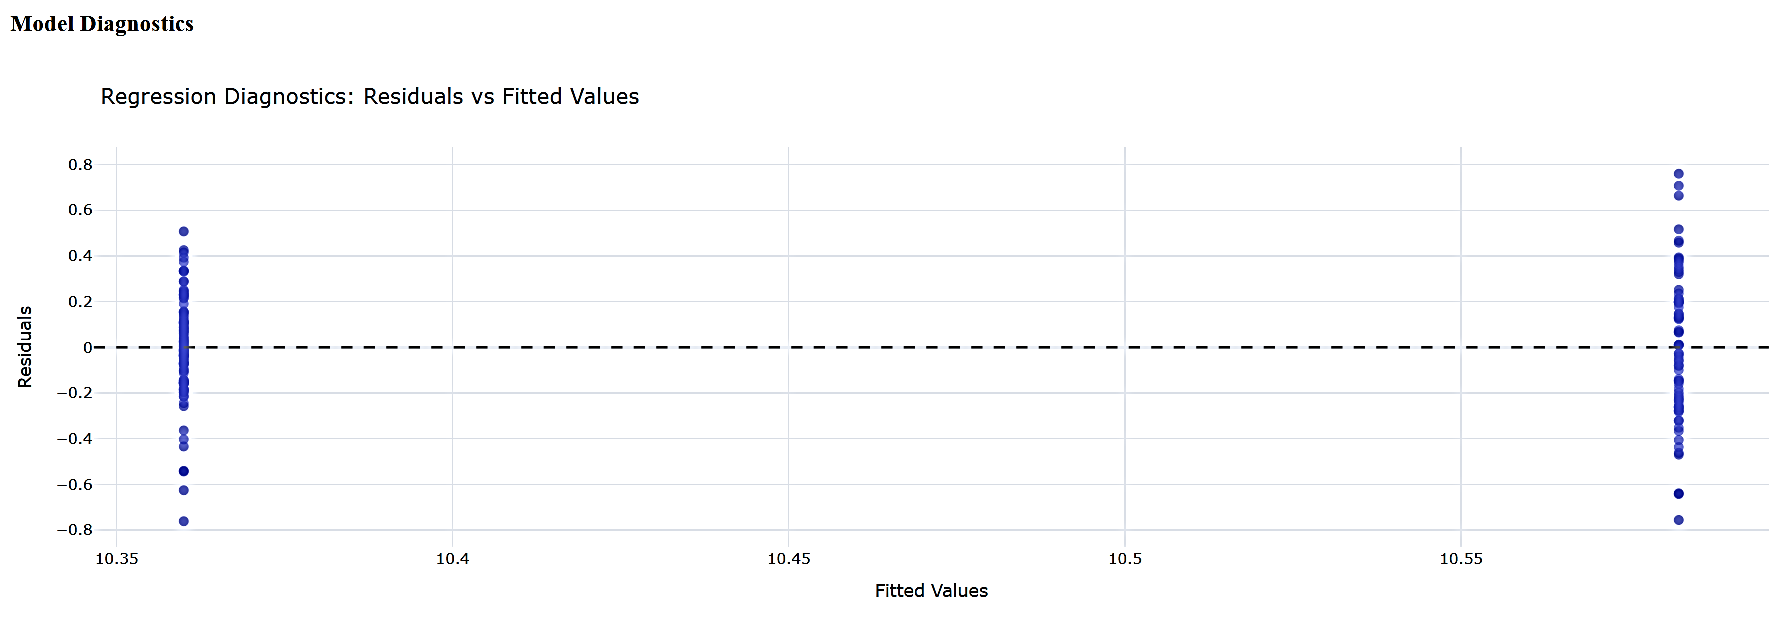 Model Diagnostics
Regression Diagnostics: Residuals vs Fitted Values
0.8
0.6
0.4
0.2
0
−0.2
−0.4
−0.6
−0.8
Residuals
10.35 10.4 10.45 10.5 10.55
Fitted Values